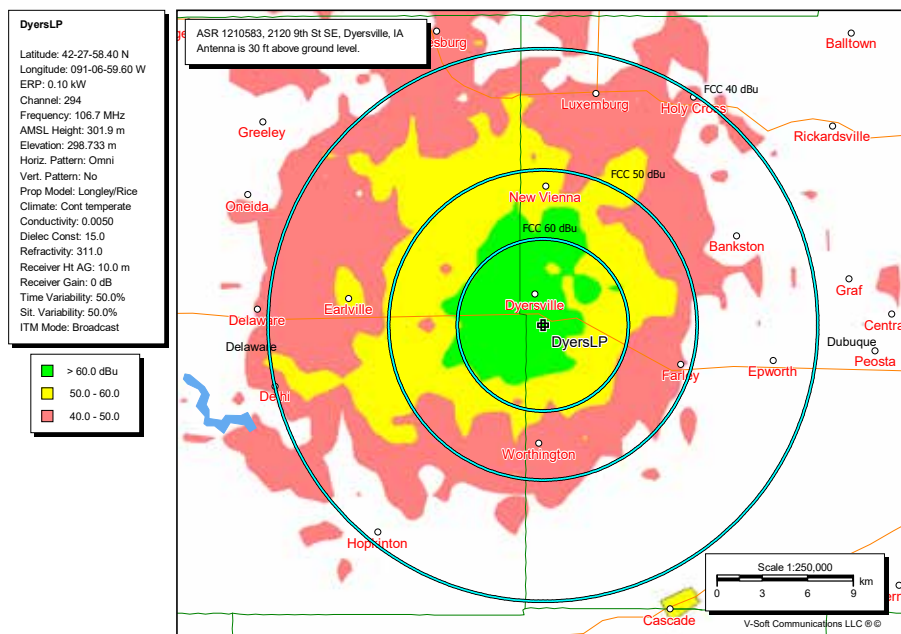 DyersLP
Latitude: 42-27-58.40 N
Longitude: 091-06-59.60 W
ERP: 0.10 kW
Channel: 294
Frequency: 106.7 MHz
AMSL Height: 301.9 m
Elevation: 298.733 m
Horiz. Pattern: Omni
Vert. Pattern: No
Prop Model: Longley/Rice
Climate: Cont temperate
Conductivity: 0.0050
Dielec Const: 15.0
Refractivity: 311.0
Receiver Ht AG: 10.0 m
Receiver Gain: 0 dB
Time Variability: 50.0%
Sit. Variability: 50.0%
ITM Mode: Broadcast
> 60.0 dBu
50.0 - 60.0
40.0 - 50.0
ASR 1210583, 2120 9th St SE, Dyersville, IA
Antenna is 30 ft above ground level.
esburg
Balltown
FCC 40 dBu
Luxemburg
Holy Cross
Greeley
Rickardsville
FCC 50 dBu
New Vienna
Oneida
FCC 60 dBu
Bankston
Graf
Dyersville
Earlville
Delaware
Centra
DyersLP
Delaware
Dubuque
Peosta
Farley
Epworth
Delhi
Worthington
Hopkinton
Scale 1:250,000
0 3 6 9 km
Cascade
V-Soft Communications LLC ® ©